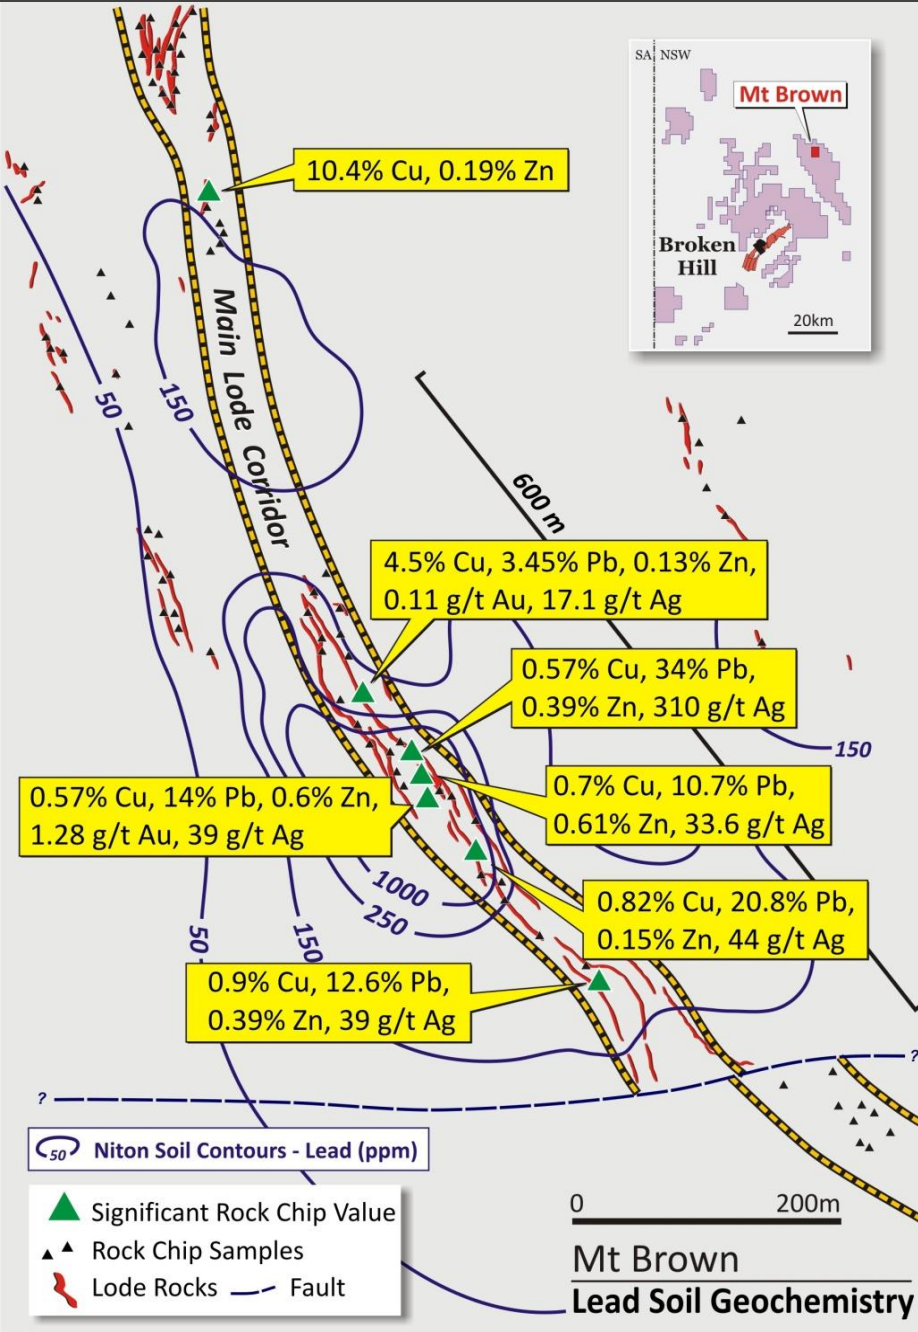 SA NSW
Mt Brown
Broken
Hill
20km
10.4% Cu, 0.19% Zn
Main Lode Corridor
50
150
600 m
4.5% Cu, 3.45% Pb, 0.13% Zn,
0.11 g/t Au, 17.1 g/t Ag
0.57% Cu, 34% Pb,
0.39% Zn, 310 g/t Ag
150
0.7% Cu, 10.7% Pb,
0.61% Zn, 33.6 g/t Ag
0.57% Cu, 14% Pb, 0.6% Zn,
1.28 g/t Au, 39 g/t Ag
1000
250
0.82% Cu, 20.8% Pb,
0.15% Zn, 44 g/t Ag
50
150
0.9% Cu, 12.6% Pb,
0.39% Zn, 39 g/t Ag
?
?
50 Niton Soil Contours - Lead (ppm)
Significant Rock Chip Value
Rock Chip Samples
Lode Rocks Fault
0 200m
Mt Brown
Lead Soil Geochemistry